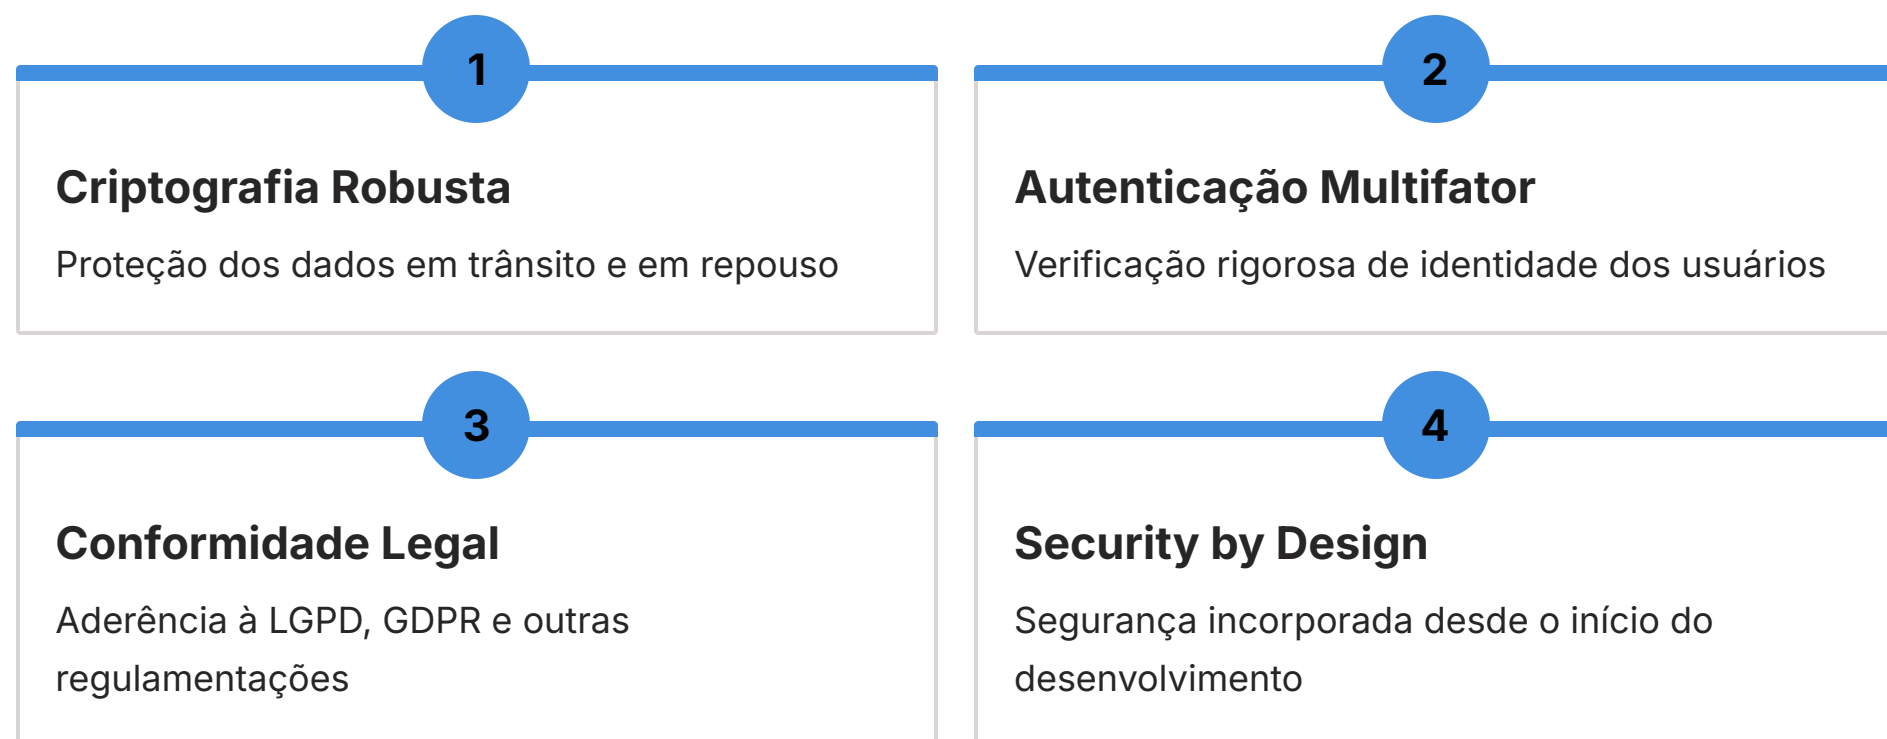 1
Criptografia Robusta
Proteção dos dados em trânsito e em repouso
2
Autenticação Multifator
Verificação rigorosa de identidade dos usuários
3
Conformidade Legal
Aderência à LGPD, GDPR e outras
regulamentações
4
Security by Design
Segurança incorporada desde o início do
desenvolvimento